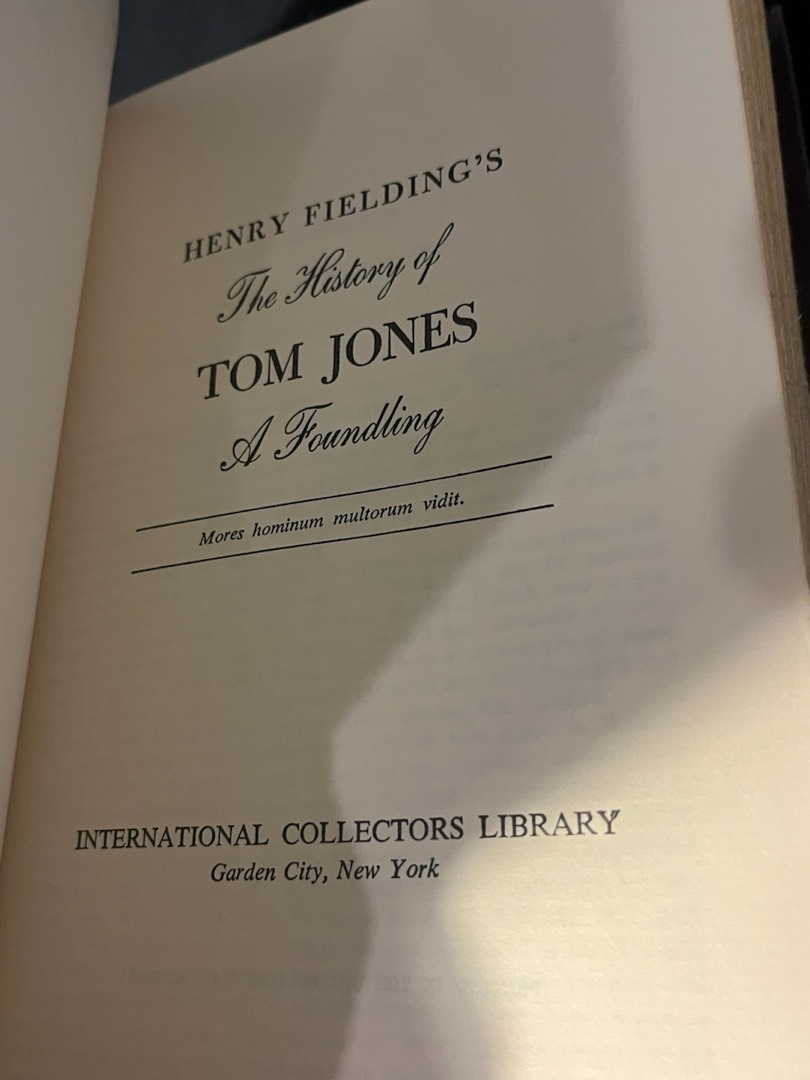 HENRY FIELDING'S
The History of
TOM JONES
A Foundling
Mores hominum multorum vidit.
INTERNATIONAL COLLECTORS LIBRARY
Garden City, New York